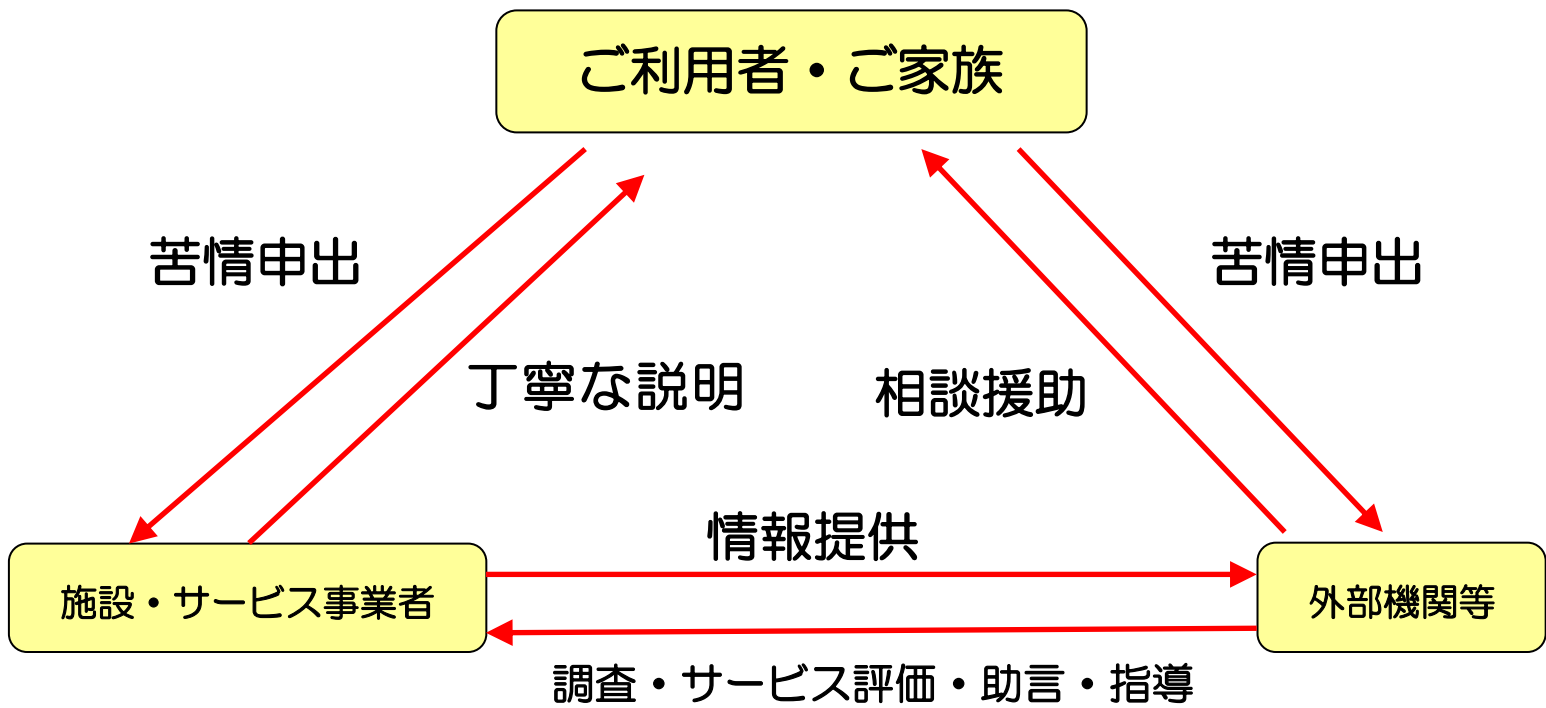 ご利用者・ご家族
苦情申出
苦情申出
丁寧な説明
相談援助
情報提供
施設・サービス事業者
外部機関等
調査・サービス評価・助言・指導